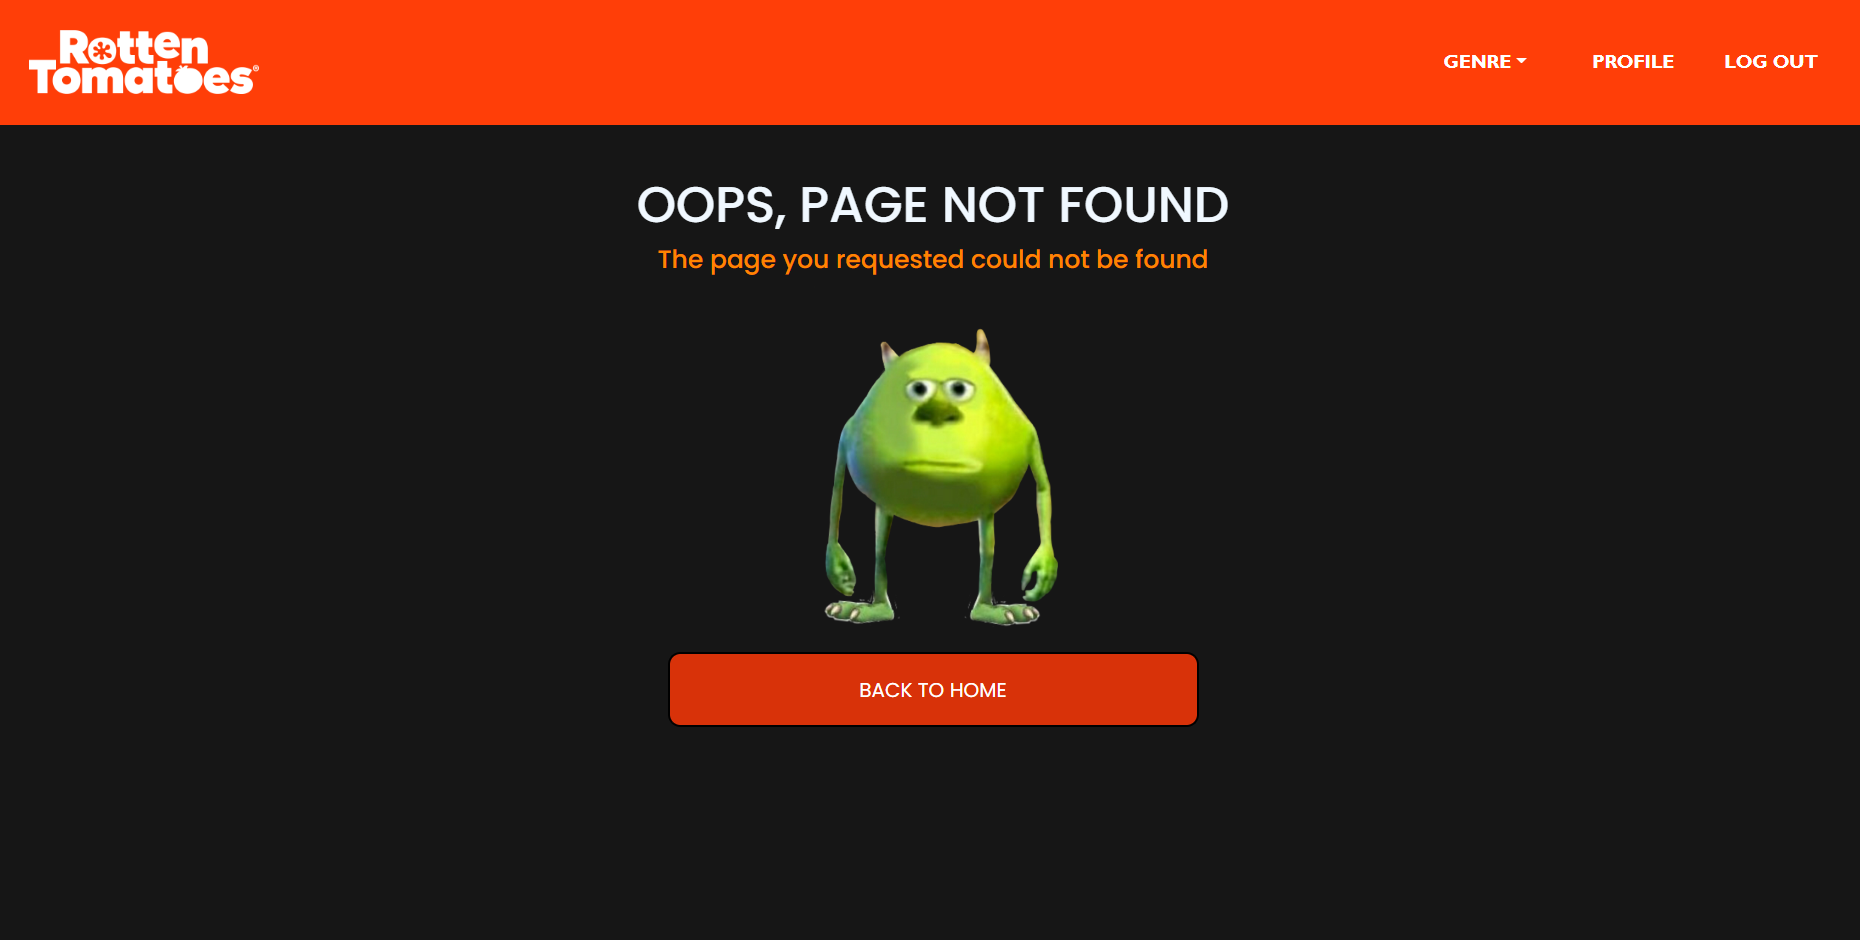 Rotten
Tomatoes®
GENRE
PROFILE
LOG OUT
OOPS, PAGE NOT FOUND
The page you requested could not be found
BACK TO HOME